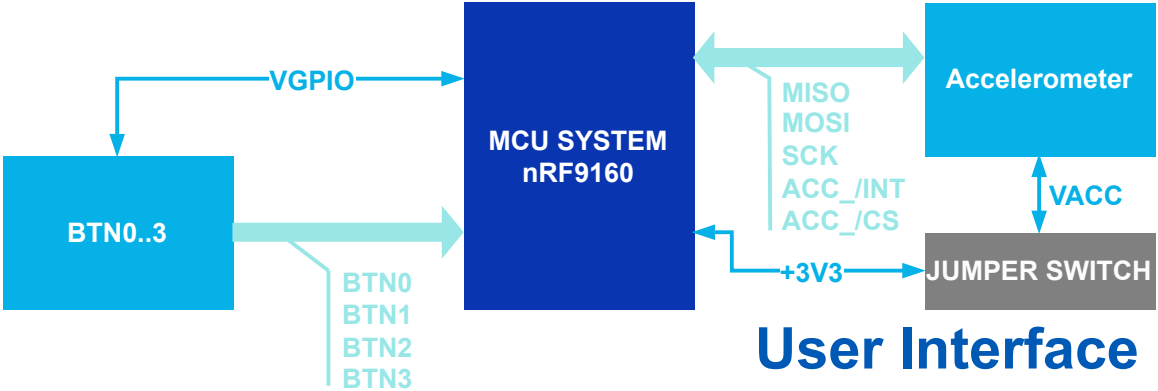 VGPIO
BTN0..3
BTN0
BTN1
BTN2
BTN3
MCU SYSTEM
nRF9160
MISO
MOSI
SCK
ACC_/INT
ACC_/CS
Accelerometer
VACC
+3V3
JUMPER SWITCH
User Interface